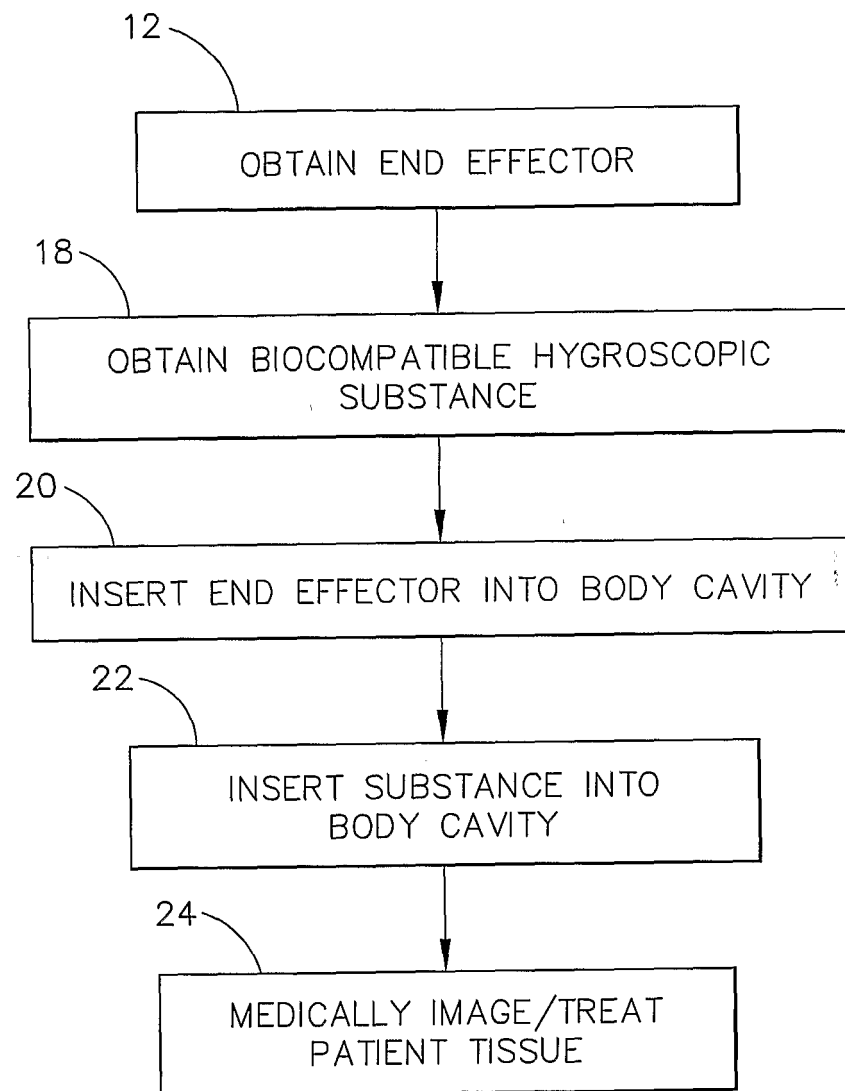 12
OBTAIN END EFFECTOR
18
OBTAIN BIOCOMPATIBLE HYGROSCOPIC
SUBSTANCE
20
INSERT END EFFECTOR INTO BODY CAVITY
22
INSERT SUBSTANCE INTO
BODY CAVITY
24
MEDICALLY IMAGE/TREAT
PATIENT TISSUE